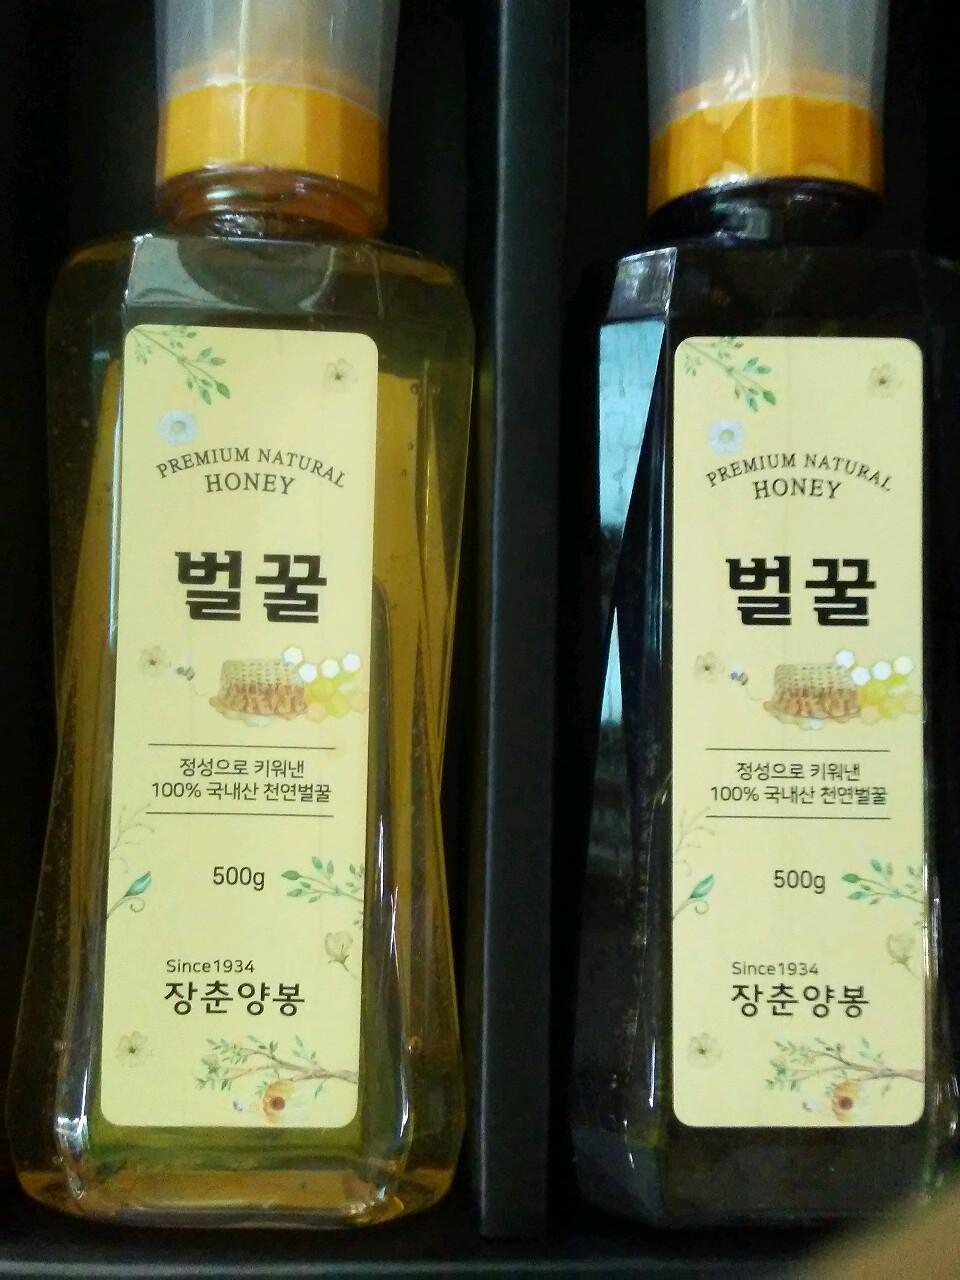 PREMIUM NATURAL
HONEY
벌꿀
정성으로 키워낸
100% 국내산 천연벌꿀
500g
Since1934
장춘양봉
PREMIUM NATURAL
HONEY
벌꿀
정성으로 키워낸
100% 국내산 천연벌꿀
500g
Since1934
장춘양봉